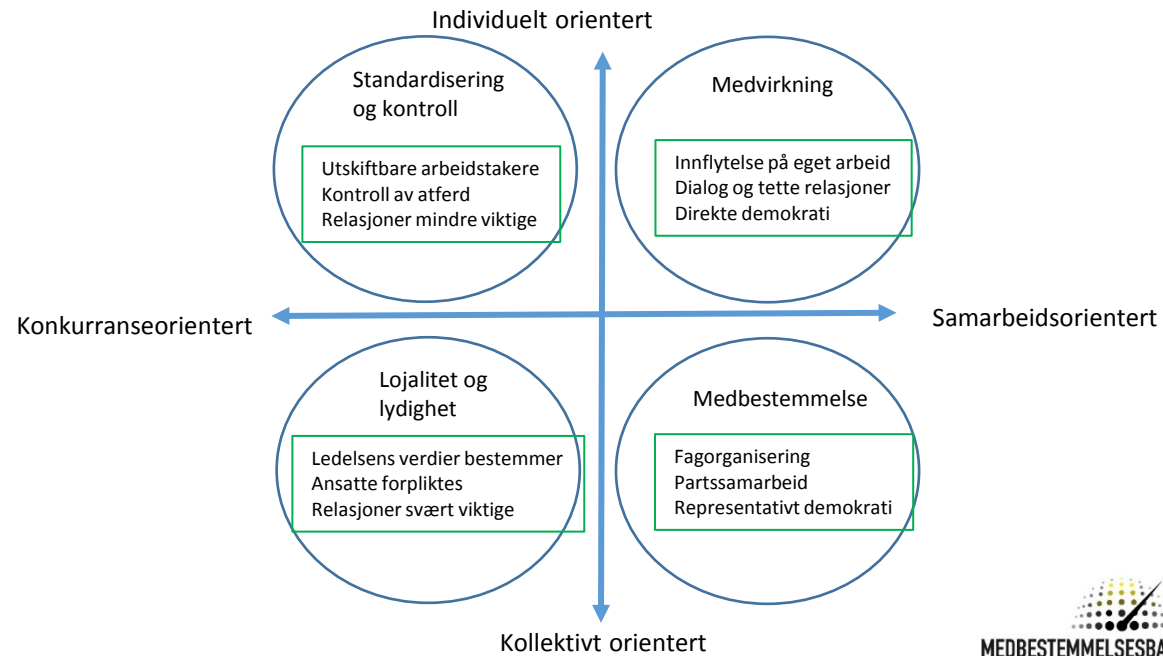 Individuelt orientert
Standardisering
og kontroll
Utskiftbare arbeidstakere
Kontroll av atferd
Relasjoner mindre viktige
Medvirkning
Innflytelse på eget arbeid
Dialog og tette relasjoner
Direkte demokrati
Konkurranseorientert
Samarbeidsorientert
Lojalitet og
lydighet
Ledelsens verdier bestemmer
Ansatte forpliktes
Relasjoner svært viktige
Medbestemmelse
Fagorganisering
Partssamarbeid
Representativt demokrati
Kollektivt orientert
MEDBESTEMMELSESBA